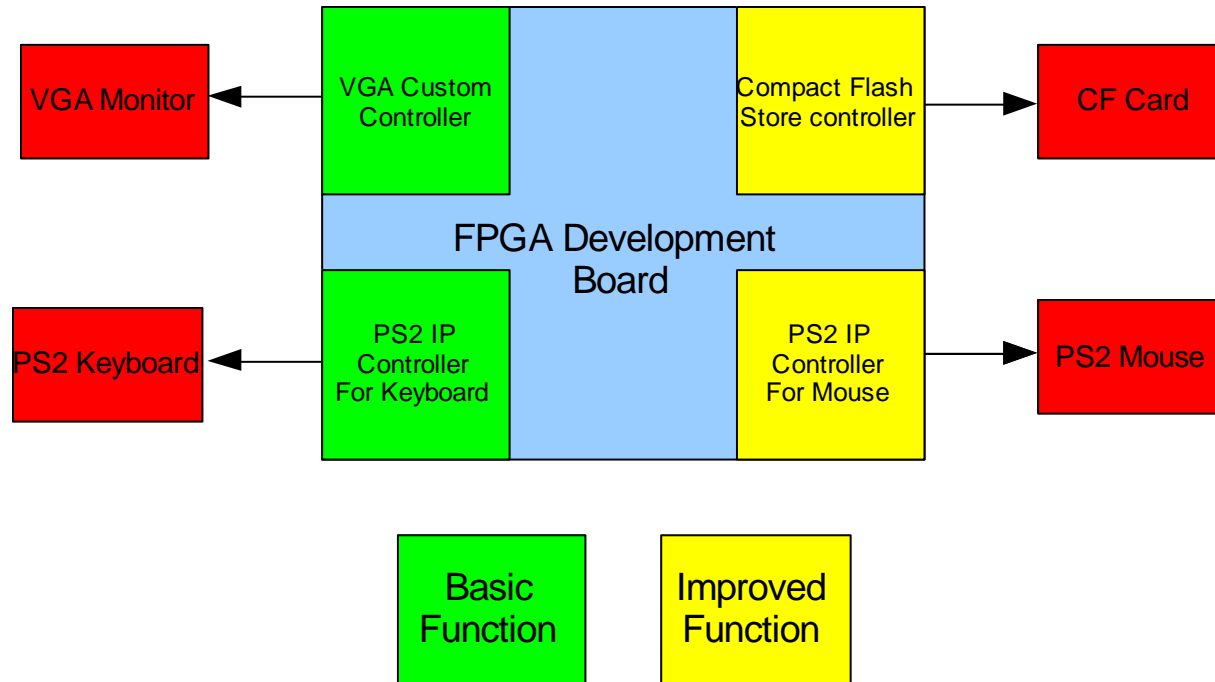 VGA Monitor
VGA Custom
Controller
Compact Flash
Store controller
CF Card
FPGA Development
Board
PS2 Keyboard
PS2 IP
Controller
For Keyboard
PS2 IP
Controller
For Mouse
PS2 Mouse
Basic
Function
Improved
Function